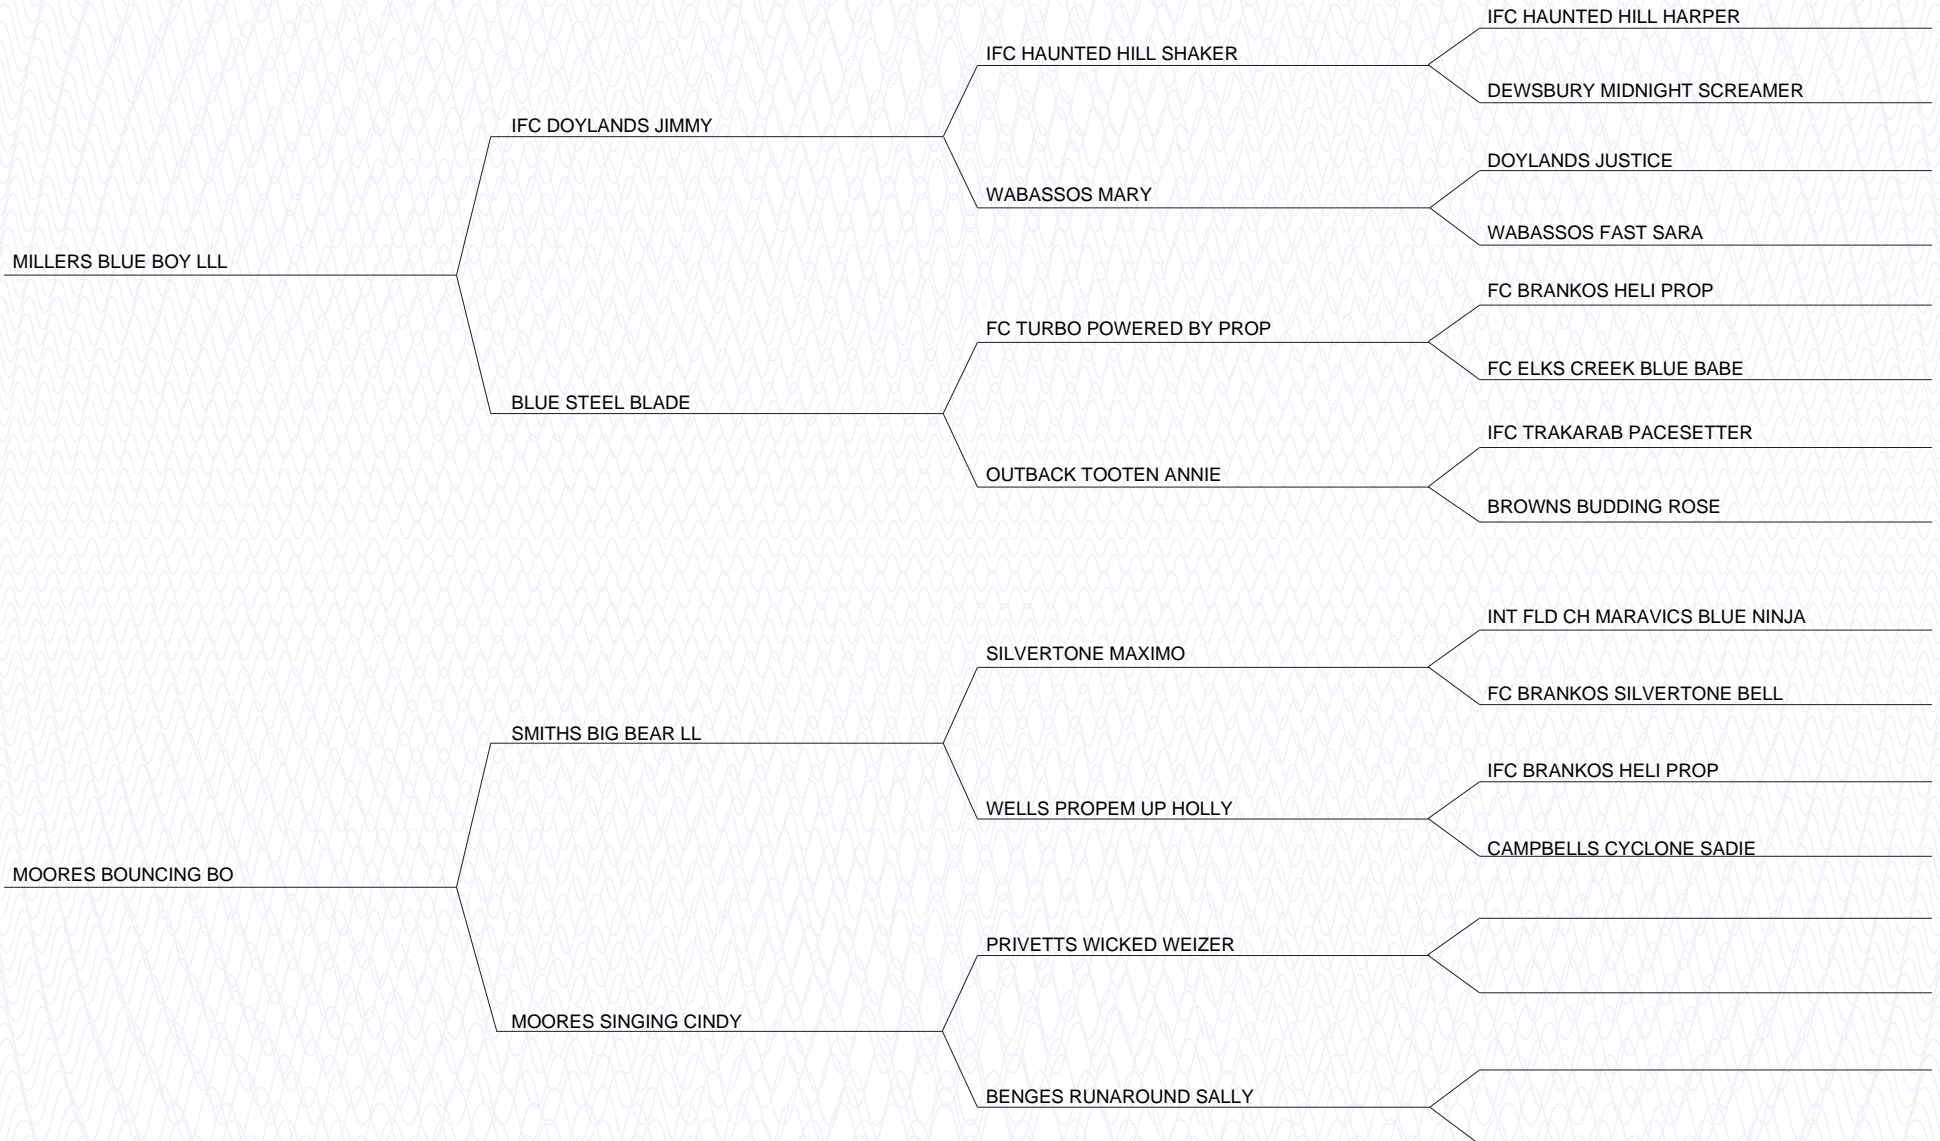 IFC HAUNTED HILL HARPER
IFC HAUNTED HILL SHAKER
DEWSBURY MIDNIGHT SCREAMER
IFC DOYLANDS JIMMY
DOYLANDS JUSTICE
WABASSOS MARY
WABASSOS FAST SARA
MILLERS BLUE BOY LLL
FC BRANKOS HELI PROP
FC TURBO POWERED BY PROP
FC ELKS CREEK BLUE BABE
BLUE STEEL BLADE
IFC TRAKARAB PACESETTER
OUTBACK TOOTEN ANNIE
BROWNS BUDDING ROSE
INT FLD CH MARAVICS BLUE NINJA
SILVERTONE MAXIMO
FC BRANKOS SILVERTONE BELL
SMITHS BIG BEAR LL
IFC BRANKOS HELI PROP
WELLS PROPEM UP HOLLY
CAMPBELLS CYCLONE SADIE
MOORES BOUNCING BO
PRIVETTS WICKED WEIZER
MOORES SINGING CINDY
BENGES RUNAROUND SALLY